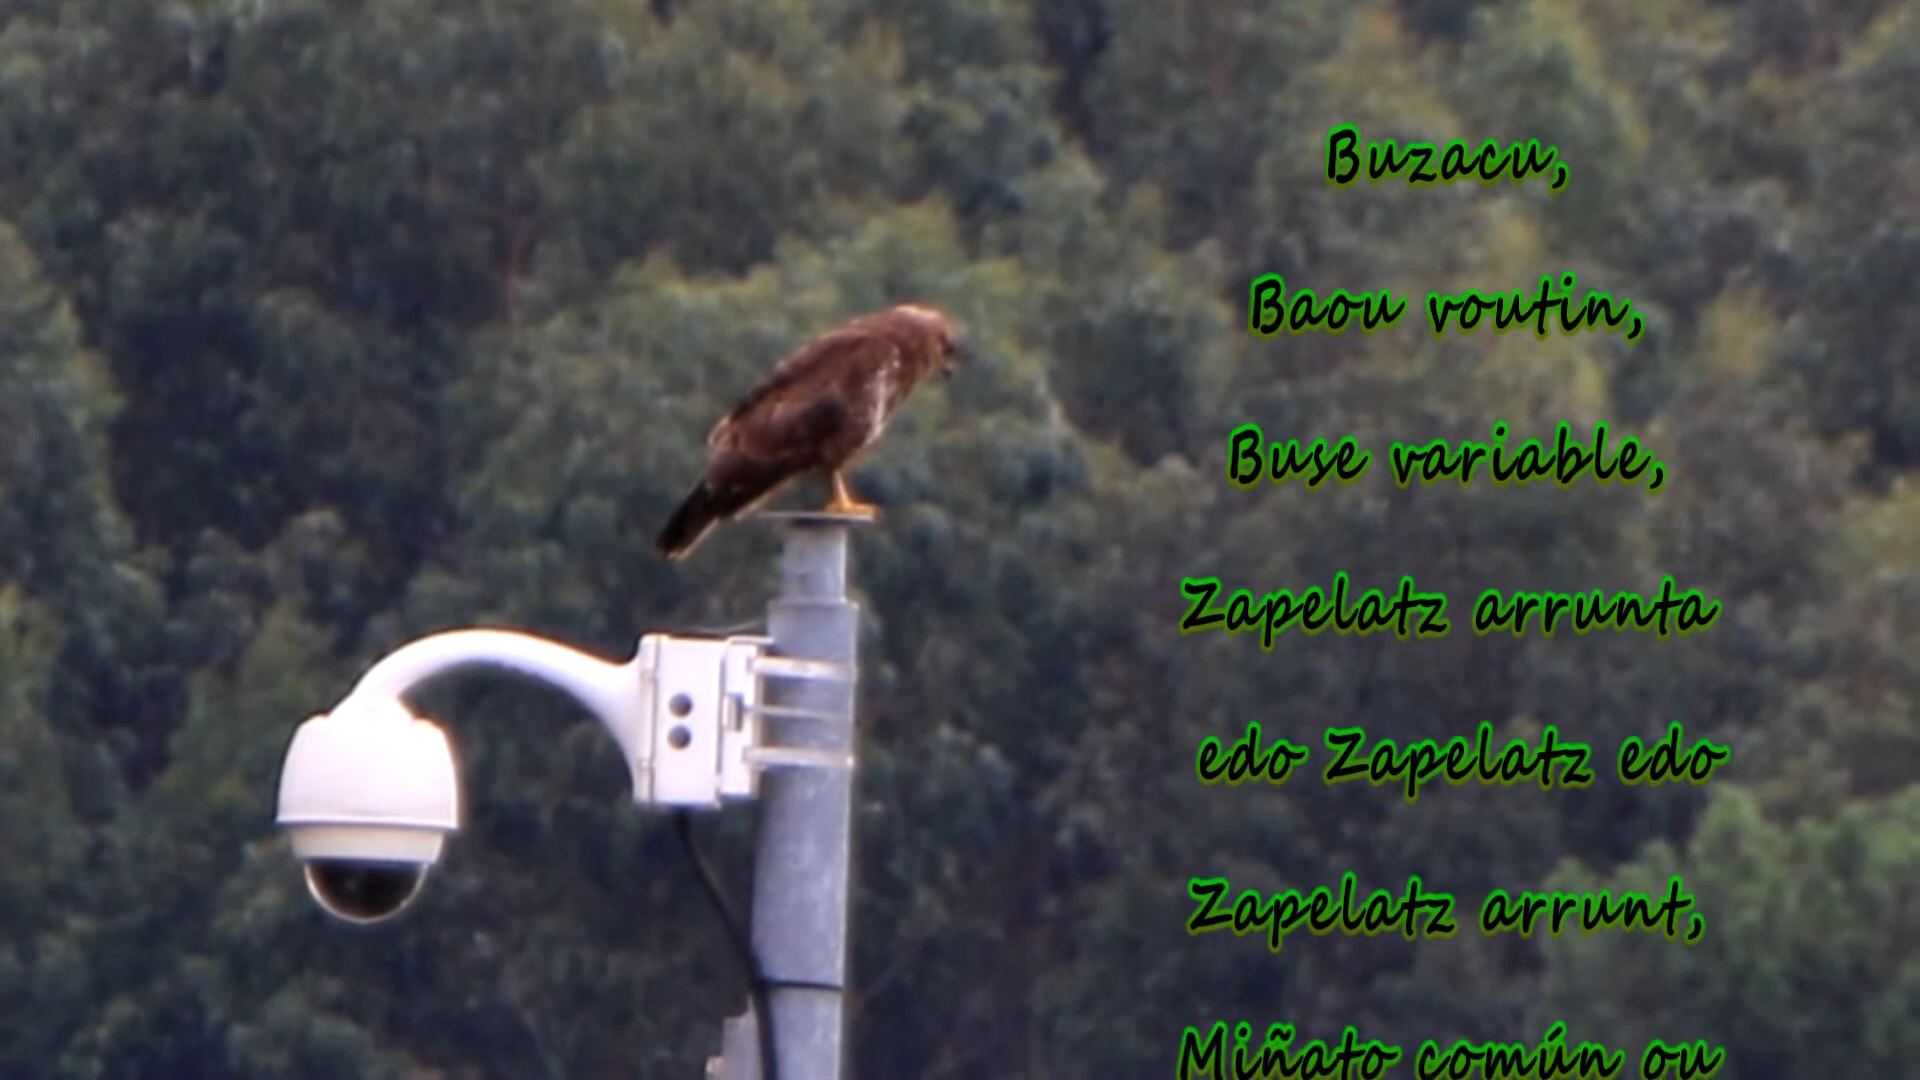 Buzacu,
Baou voutin,
Buse variable,
Zapelatz arrunta
edo Zapelatz edo
Zapelatz arrunt,
Miñato común ou